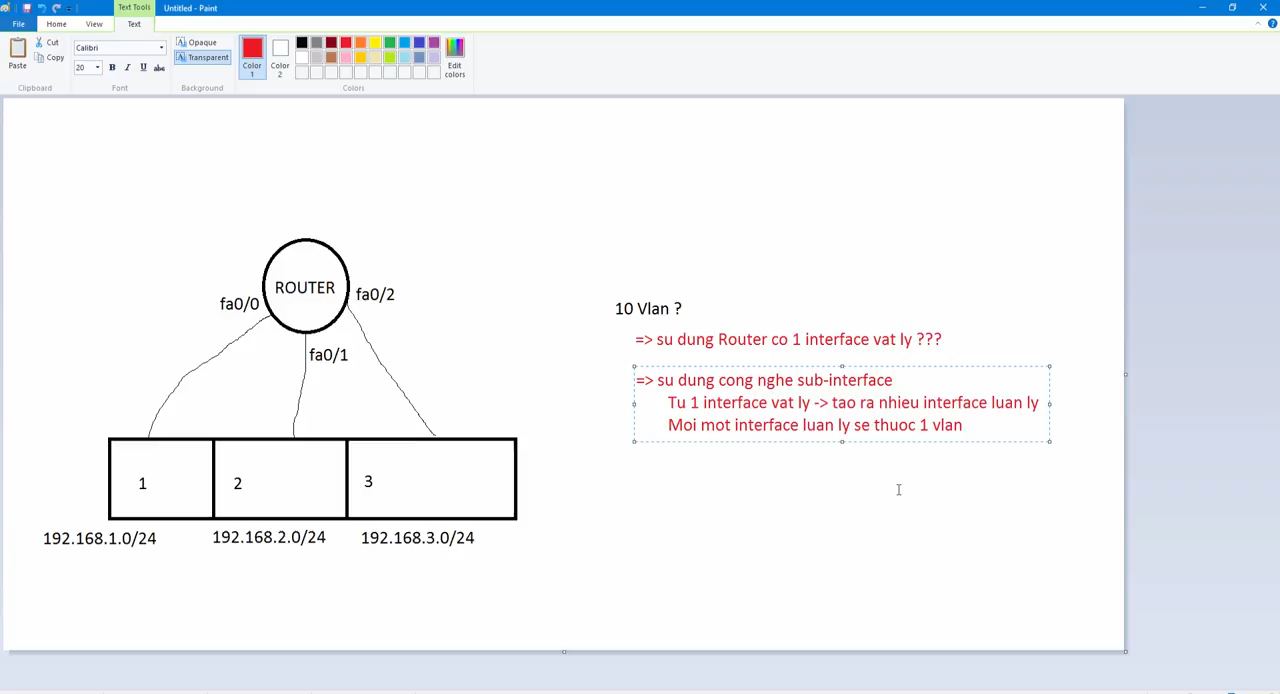 Text Tools
Untitled - Paint
File
Home
View
Text
Paste
Cut
Copy
Clipboard
Calibri
20
B I U abc
Font
Opaque
Transparent
Background
Color 1
Color 2
Edit colors
Colors
ROUTER
fa0/0
fa0/2
fa0/1
1
2
3
192.168.1.0/24
192.168.2.0/24
192.168.3.0/24
10 Vlan ?
=> su dung Router co 1 interface vat ly ???
=> su dung cong nghe sub-interface
Tu 1 interface vat ly -> tao ra nhieu interface luan ly
Moi mot interface luan ly se thuoc 1 vlan